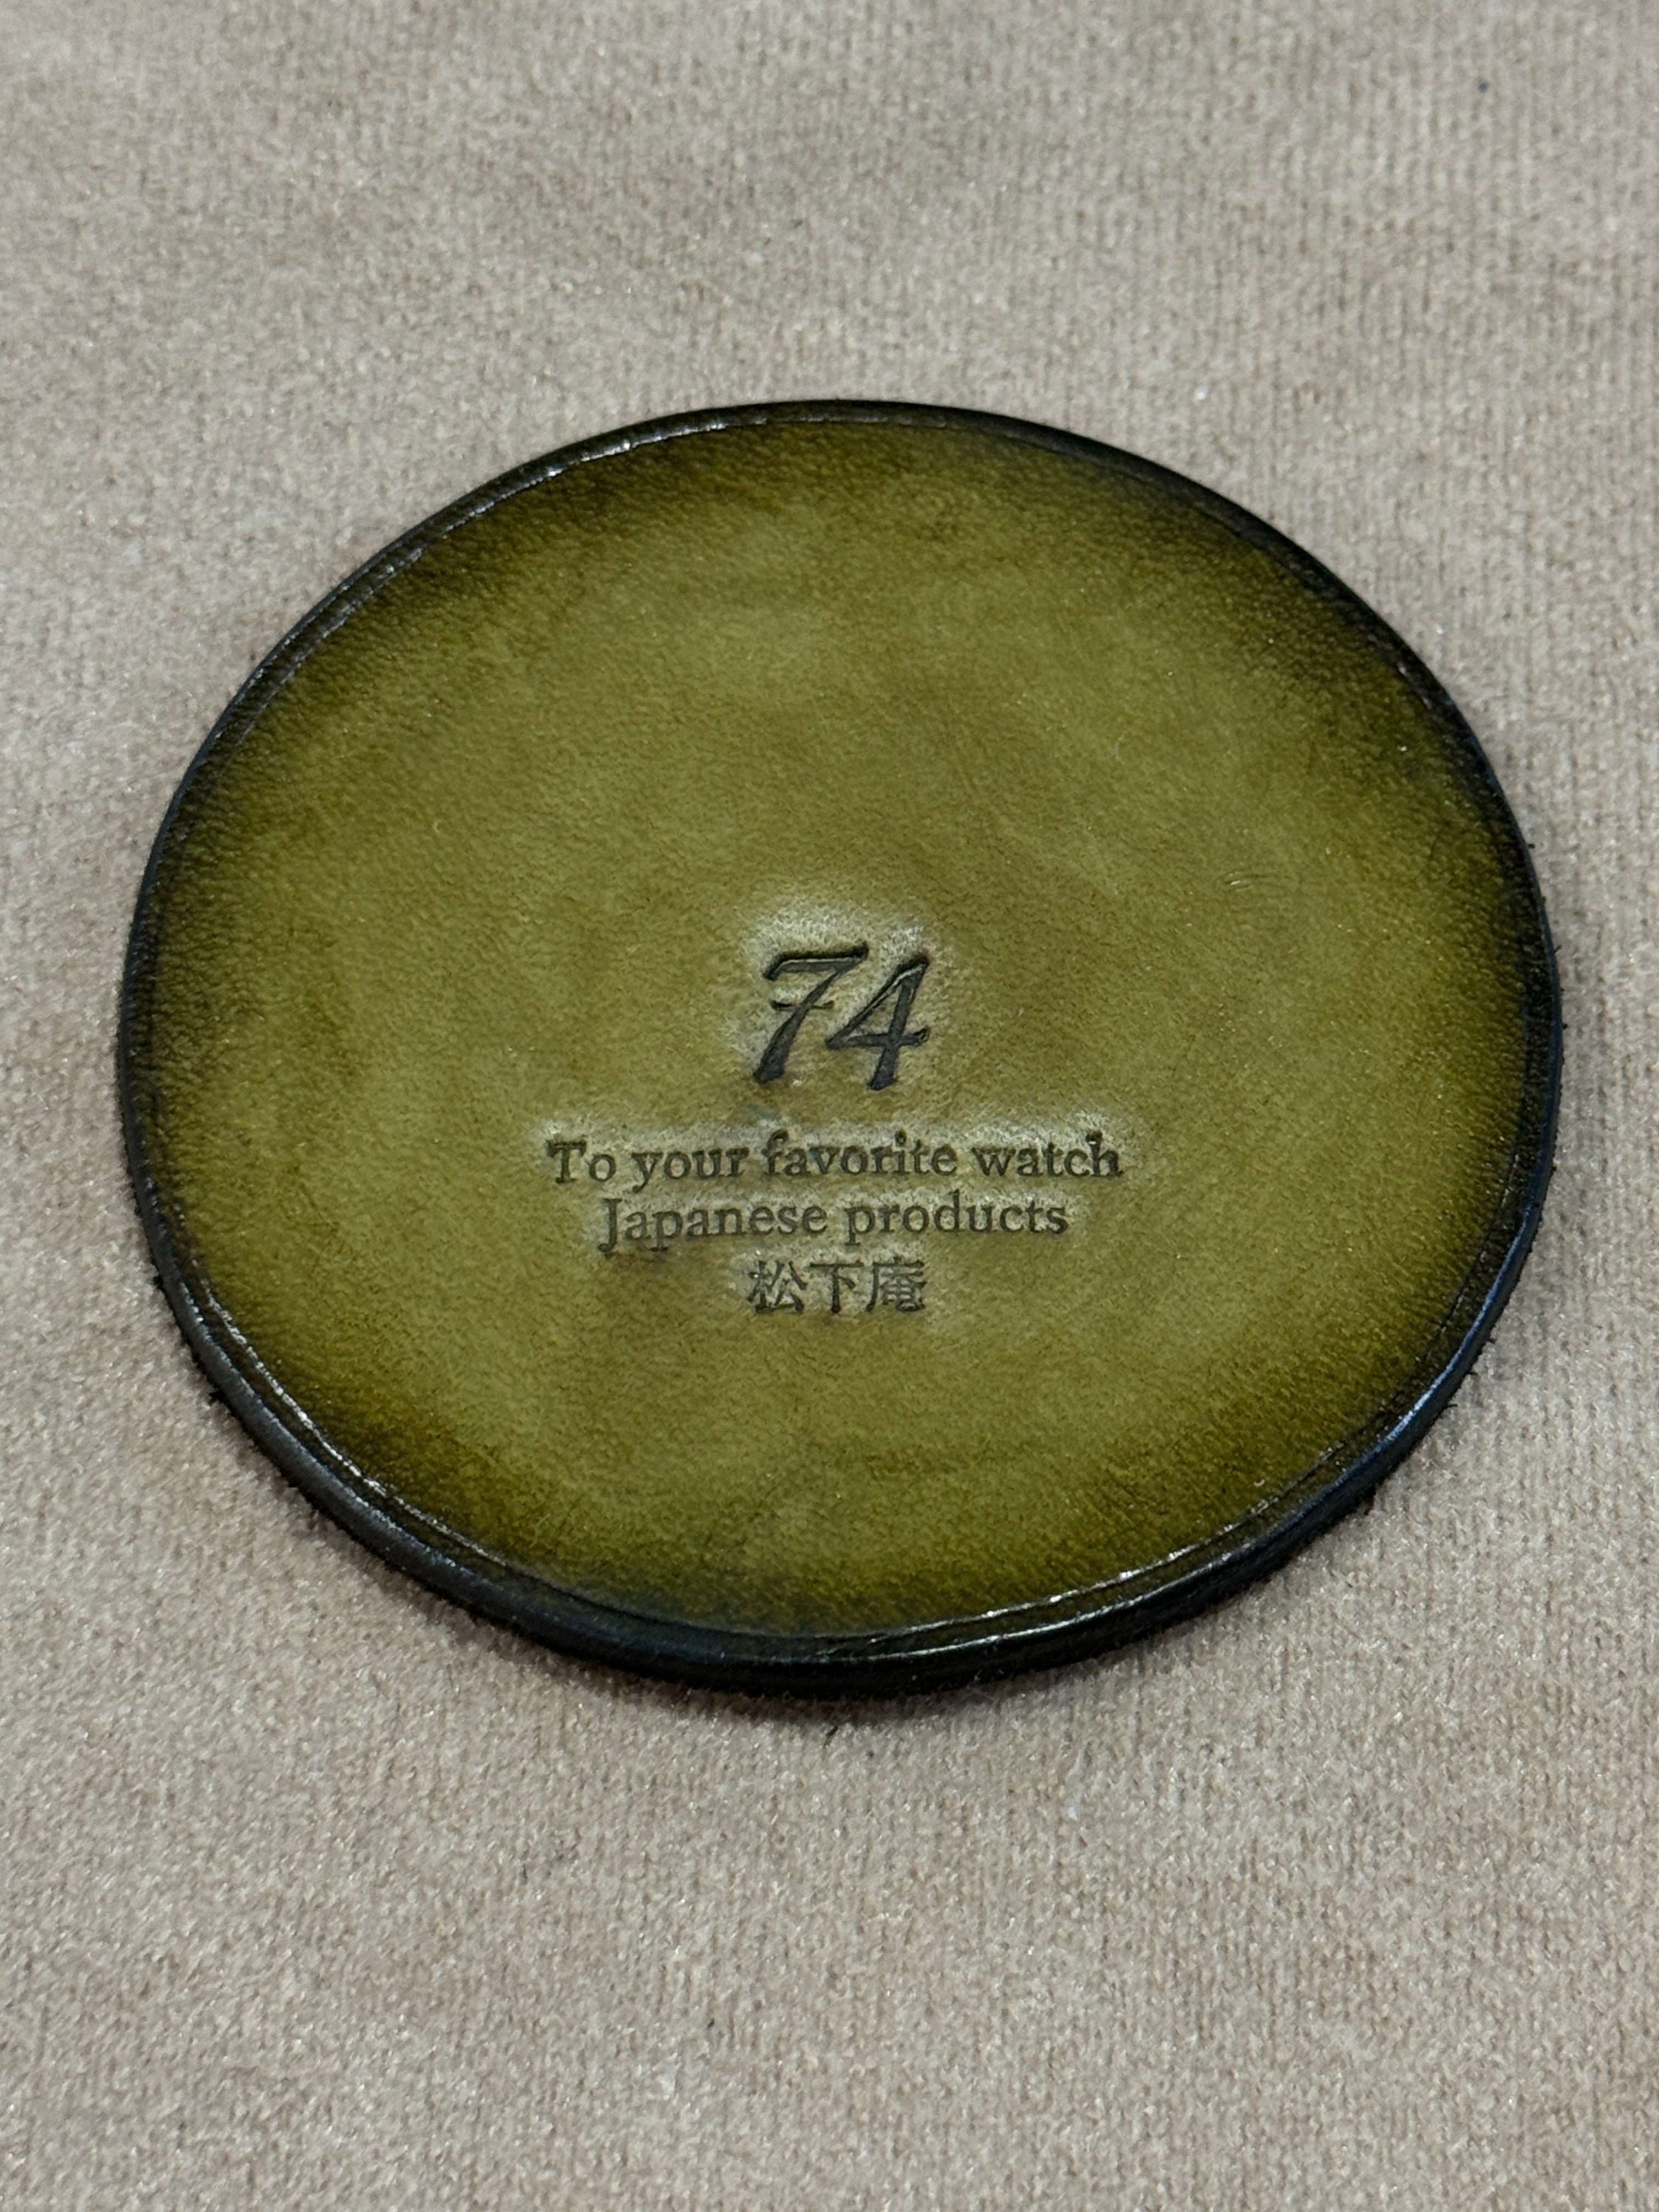 74
To your favorite watch
Japanese products
松下庵